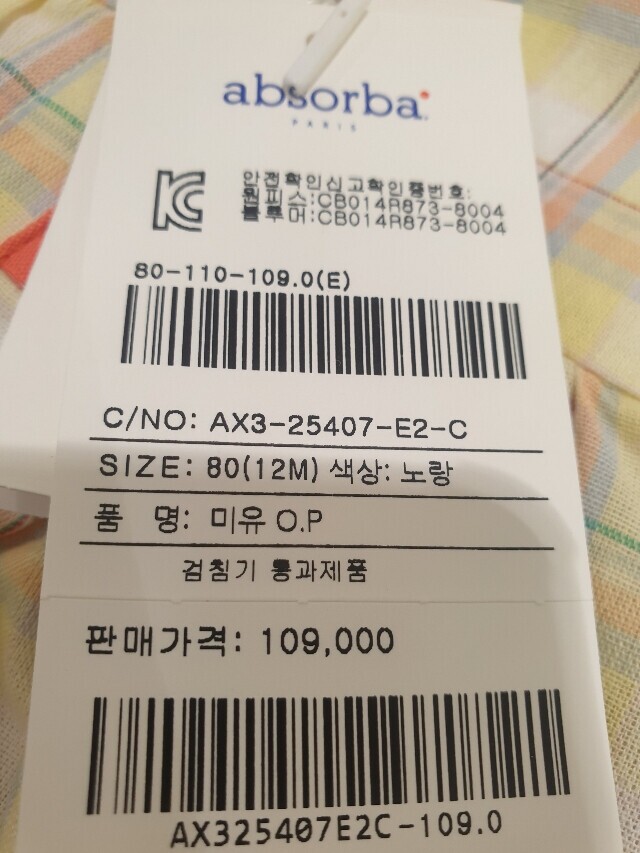 absorba
PARIS
안전확인신고확인증번호:
원피스:CB014R873-8004
블루머:CB014R873-8004
80-110-109.0(E)
C/NO: AX3-25407-E2-C
SIZE: 80(12M) 색상: 노랑
품 명: 미유 O.P
검침기 통과제품
판매가격: 109,000
AX325407E2C-109.0